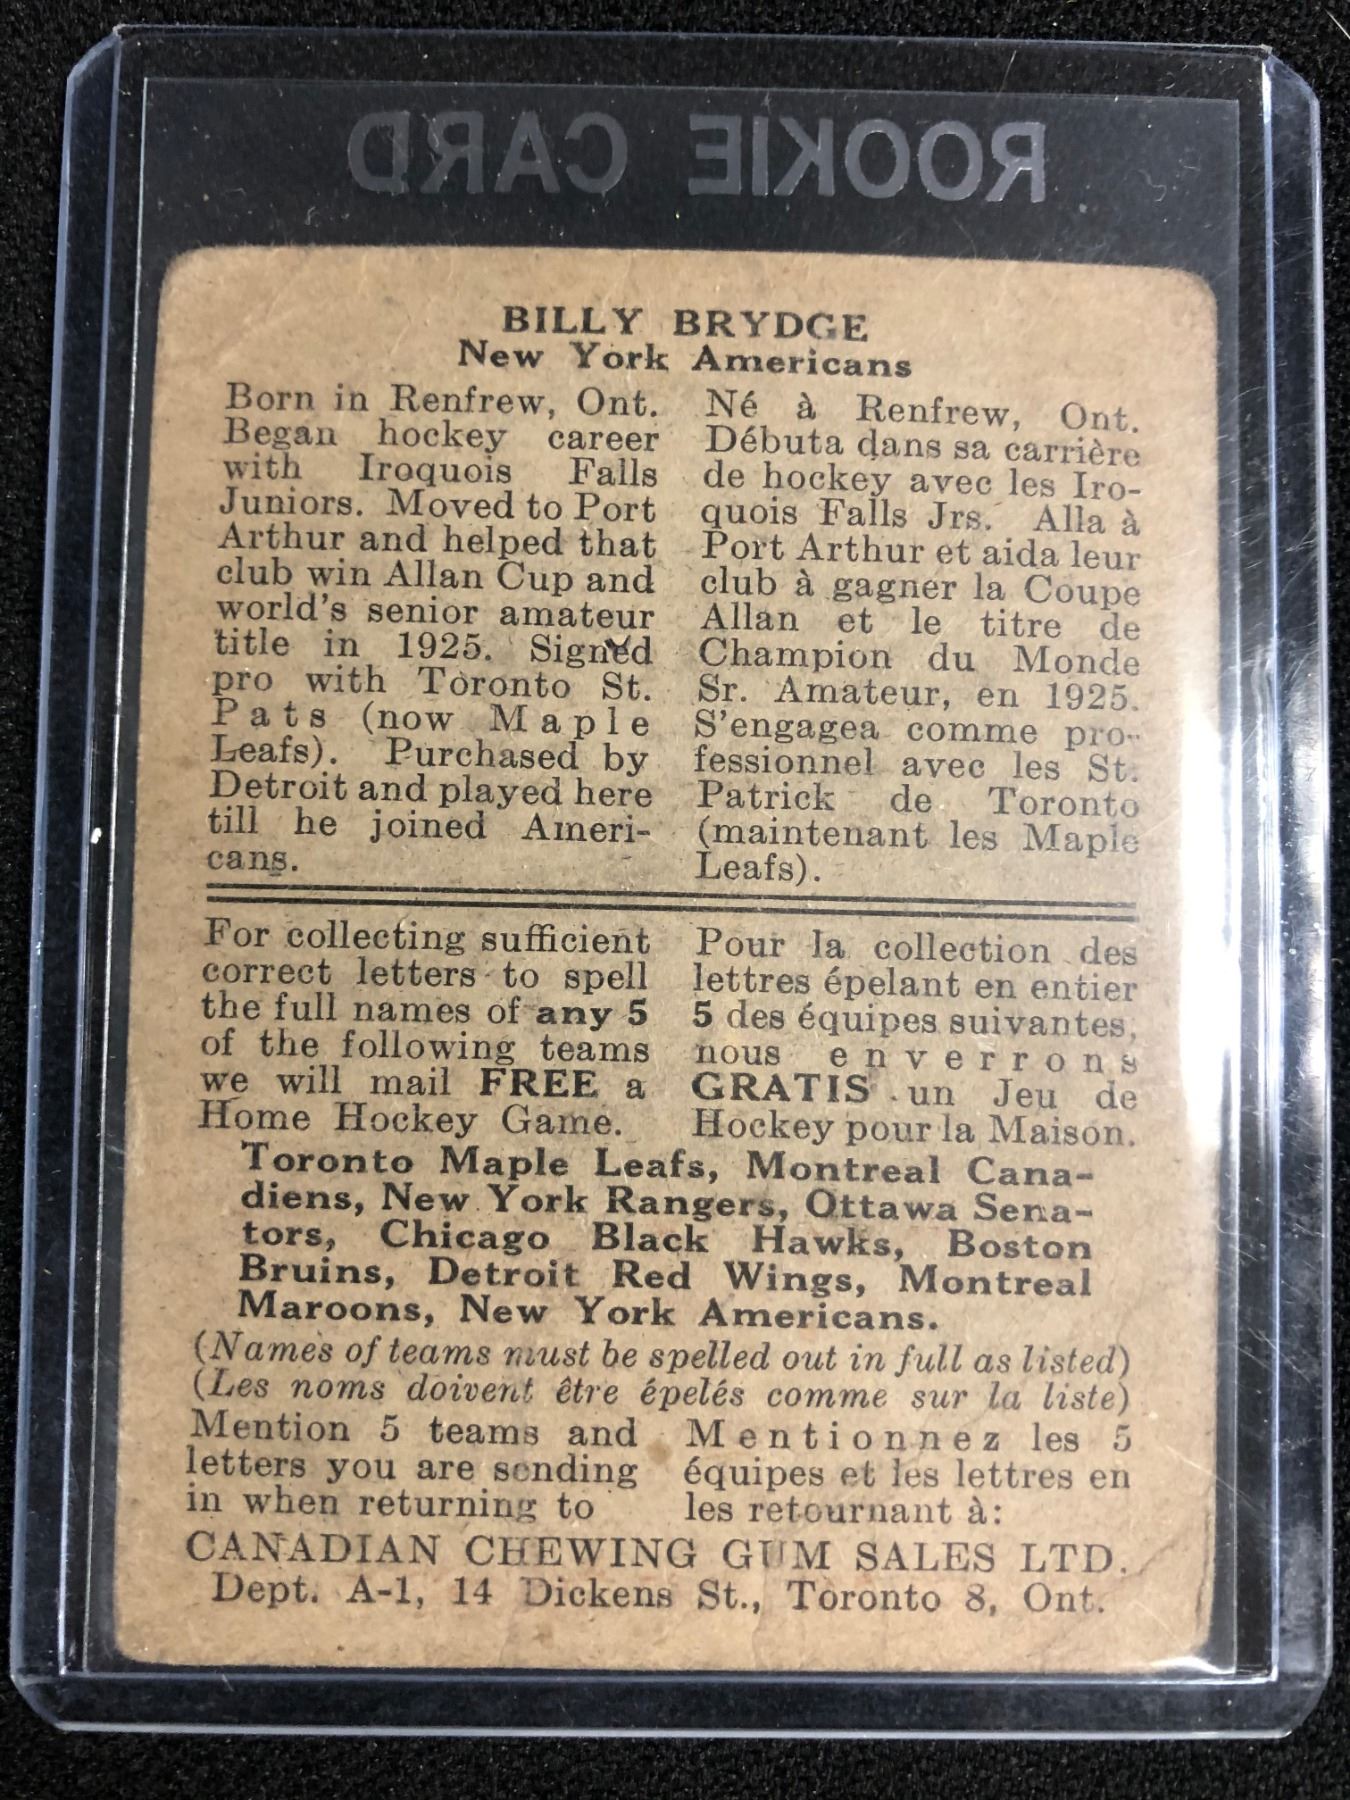 ROOKIE CARD
BILLY BRYDGE
New York Americans
Born in Renfrew, Ont.
Began hockey career
with Iroquois Falls
Juniors. Moved to Port
Arthur and helped that
club win Allan Cup and
world's senior amateur
title in 1925. Signed
pro with Toronto St.
Pats (now Maple
Leafs). Purchased by
Detroit and played here
till he joined Ameri-
cans.
Né à Renfrew, Ont.
Débuta dans sa carrière
de hockey avec les Iro-
quois Falls Jrs. Alla à
Port Arthur et aida leur
club à gagner la Coupe
Allan et le titre de
Champion du Monde
Sr. Amateur, en 1925.
S'engagea comme pro-
fessionnel avec les St.
Patrick de Toronto
(maintenant les Maple
Leafs).
For collecting sufficient
correct letters to spell
the full names of any 5
of the following teams
we will mail FREE a
Home Hockey Game.
Pour la collection des
lettres épelant en entier
5 des équipes suivantes,
nous enverrons
GRATIS un Jeu de
Hockey pour la Maison.
Toronto Maple Leafs, Montreal Cana-
diens, New York Rangers, Ottawa Sena-
tors, Chicago Black Hawks, Boston
Bruins, Detroit Red Wings, Montreal
Maroons, New York Americans.
(Names of teams must be spelled out in full as listed)
(Les noms doivent être épelés comme sur la liste)
Mention 5 teams and
letters you are sending
in when returning to
Mentionnez les 5
équipes et les lettres en
les retournant à:
CANADIAN CHEWING GUM SALES LTD.
Dept. A-1, 14 Dickens St., Toronto 8, Ont.